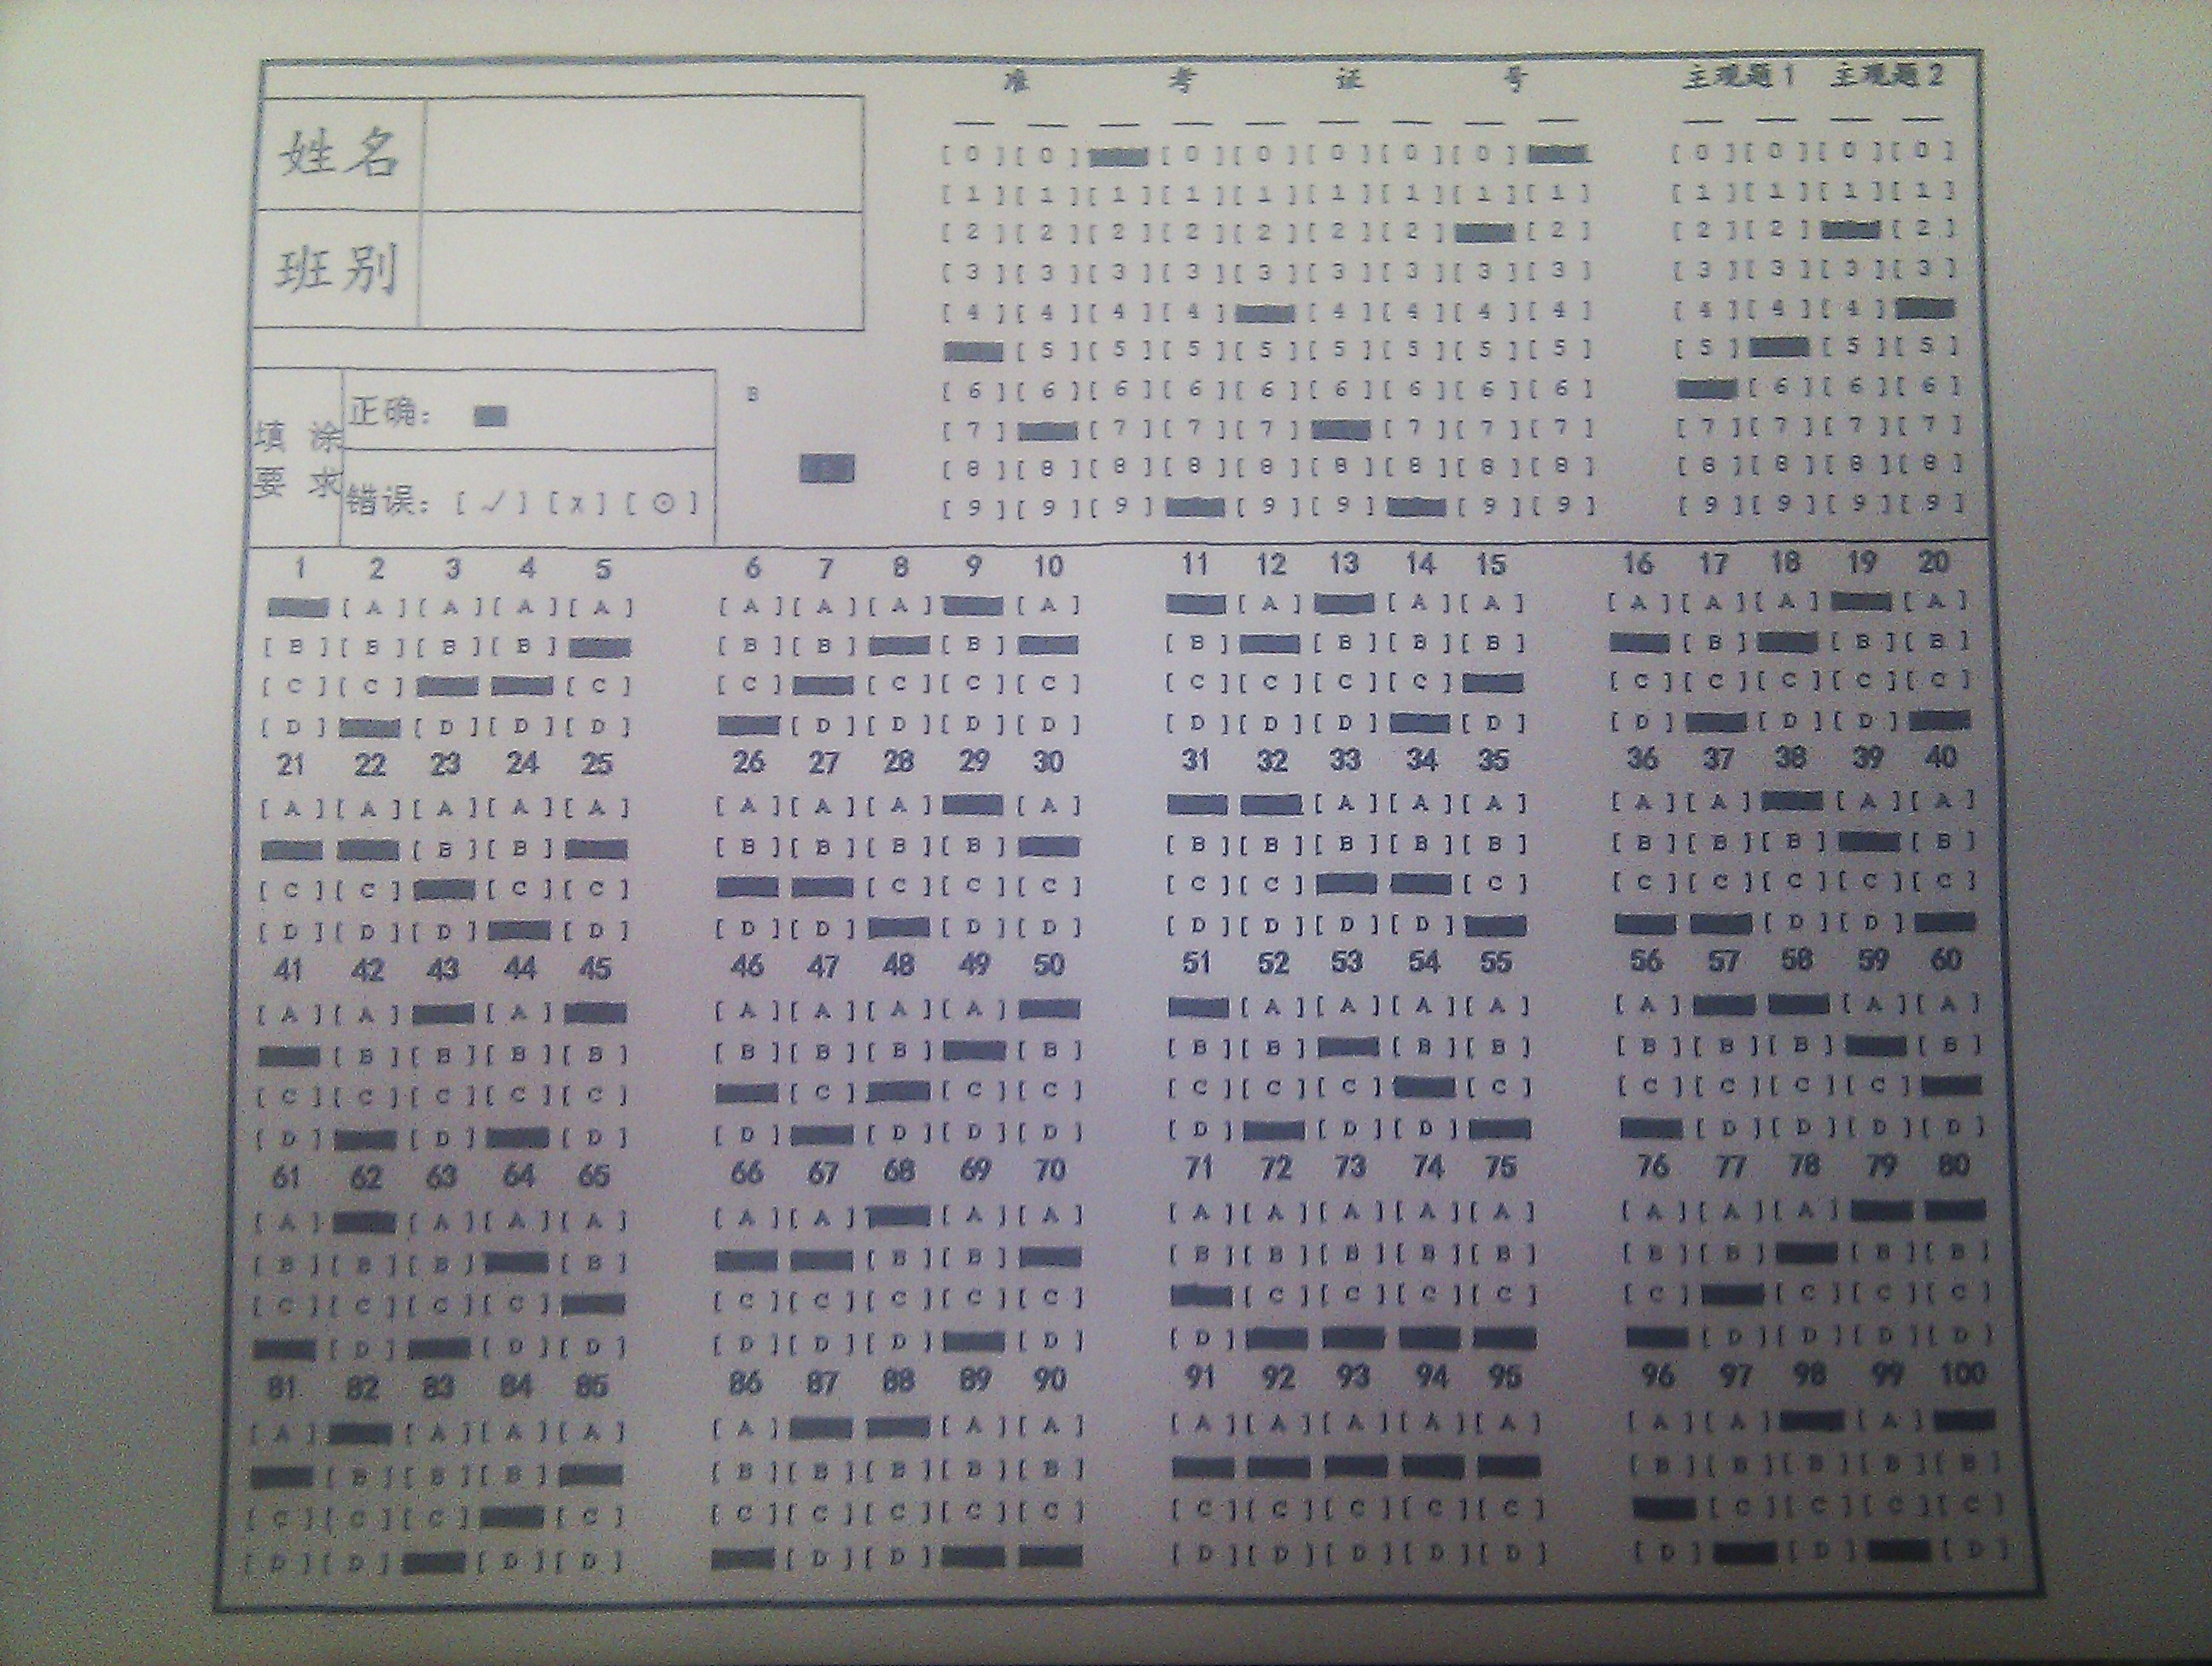 准 考 证 号 主观题1 主观题2
姓名
班别
[ 0 ][ 0 ] [ 0 ][ 0 ][ 0 ][ 0 ][ 0 ] [ 0 ][ 0 ][ 0 ][ 0 ]
[ 1 ][ 1 ][ 1 ][ 1 ][ 1 ][ 1 ][ 1 ][ 1 ][ 1 ] [ 1 ][ 1 ][ 1 ][ 1 ]
[ 2 ][ 2 ][ 2 ][ 2 ][ 2 ][ 2 ][ 2 ] [ 2 ] [ 2 ][ 2 ] [ 2 ]
[ 3 ][ 3 ][ 3 ][ 3 ][ 3 ][ 3 ][ 3 ][ 3 ][ 3 ] [ 3 ][ 3 ][ 3 ][ 3 ]
[ 4 ][ 4 ][ 4 ][ 4 ] [ 4 ][ 4 ][ 4 ][ 4 ] [ 4 ][ 4 ][ 4 ]
[ 5 ][ 5 ][ 5 ][ 5 ][ 5 ][ 5 ][ 5 ][ 5 ] [ 5 ] [ 5 ][ 5 ]
[ 6 ][ 6 ][ 6 ][ 6 ][ 6 ][ 6 ][ 6 ][ 6 ][ 6 ] [ 6 ][ 6 ][ 6 ]
[ 7 ] [ 7 ][ 7 ][ 7 ] [ 7 ][ 7 ][ 7 ] [ 7 ][ 7 ][ 7 ][ 7 ]
[ 8 ][ 8 ][ 8 ][ 8 ][ 8 ][ 8 ][ 8 ][ 8 ][ 8 ] [ 8 ][ 8 ][ 8 ][ 8 ]
[ 9 ][ 9 ][ 9 ] [ 9 ][ 9 ] [ 9 ][ 9 ] [ 9 ][ 9 ][ 9 ][ 9 ]
填 涂
要 求
正确:
错误: [ ✓ ] [ x ] [ ⊙ ]
B
1 2 3 4 5 6 7 8 9 10 11 12 13 14 15 16 17 18 19 20
[ A ][ A ][ A ][ A ] [ A ][ A ][ A ] [ A ] [ A ] [ A ][ A ] [ A ][ A ][ A ] [ A ]
[ B ][ B ][ B ][ B ] [ B ][ B ] [ B ] [ B ] [ B ][ B ][ B ] [ B ] [ B ][ B ]
[ C ][ C ] [ C ] [ C ] [ C ][ C ][ C ] [ C ][ C ][ C ][ C ] [ C ][ C ][ C ][ C ][ C ]
[ D ] [ D ][ D ][ D ] [ D ][ D ][ D ][ D ] [ D ][ D ][ D ] [ D ] [ D ] [ D ][ D ]
21 22 23 24 25 26 27 28 29 30 31 32 33 34 35 36 37 38 39 40
[ A ][ A ][ A ][ A ][ A ] [ A ][ A ][ A ] [ A ] [ A ][ A ][ A ] [ A ][ A ] [ A ][ A ]
[ B ][ B ] [ B ][ B ][ B ][ B ] [ B ][ B ][ B ][ B ][ B ] [ B ][ B ][ B ] [ B ]
[ C ][ C ] [ C ][ C ] [ C ][ C ][ C ] [ C ][ C ] [ C ] [ C ][ C ][ C ][ C ][ C ]
[ D ][ D ][ D ] [ D ] [ D ][ D ] [ D ][ D ] [ D ][ D ][ D ][ D ] [ D ][ D ]
41 42 43 44 45 46 47 48 49 50 51 52 53 54 55 56 57 58 59 60
[ A ][ A ] [ A ] [ A ][ A ][ A ][ A ] [ A ][ A ][ A ][ A ] [ A ] [ A ][ A ]
[ B ][ B ][ B ][ B ] [ B ][ B ][ B ] [ B ] [ B ][ B ] [ B ][ B ] [ B ][ B ][ B ] [ B ]
[ C ][ C ][ C ][ C ][ C ] [ C ] [ C ][ C ] [ C ][ C ][ C ] [ C ] [ C ][ C ][ C ][ C ]
[ D ] [ D ] [ D ] [ D ] [ D ][ D ][ D ] [ D ] [ D ][ D ] [ D ][ D ][ D ][ D ]
61 62 63 64 65 66 67 68 69 70 71 72 73 74 75 76 77 78 79 80
[ A ] [ A ][ A ][ A ] [ A ][ A ] [ A ][ A ] [ A ][ A ][ A ][ A ][ A ] [ A ][ A ][ A ]
[ B ][ B ][ B ] [ B ] [ B ][ B ] [ B ][ B ][ B ][ B ][ B ] [ B ][ B ] [ B ][ B ]
[ C ][ C ][ C ][ C ] [ C ][ C ][ C ][ C ][ C ] [ C ][ C ][ C ][ C ] [ C ] [ C ][ C ][ C ]
[ D ] [ D ][ D ] [ D ][ D ][ D ] [ D ] [ D ] [ D ][ D ][ D ][ D ]
81 82 83 84 85 86 87 88 89 90 91 92 93 94 95 96 97 98 99 100
[ A ] [ A ][ A ][ A ] [ A ] [ A ][ A ] [ A ][ A ][ A ][ A ][ A ] [ A ][ A ] [ A ]
[ B ][ B ][ B ] [ B ][ B ][ B ][ B ][ B ] [ B ][ B ][ B ][ B ][ B ]
[ C ][ C ][ C ] [ C ] [ C ][ C ][ C ][ C ][ C ] [ C ][ C ][ C ][ C ][ C ] [ C ][ C ][ C ][ C ]
[ D ][ D ] [ D ][ D ] [ D ][ D ] [ D ][ D ][ D ][ D ][ D ] [ D ] [ D ] [ D ]